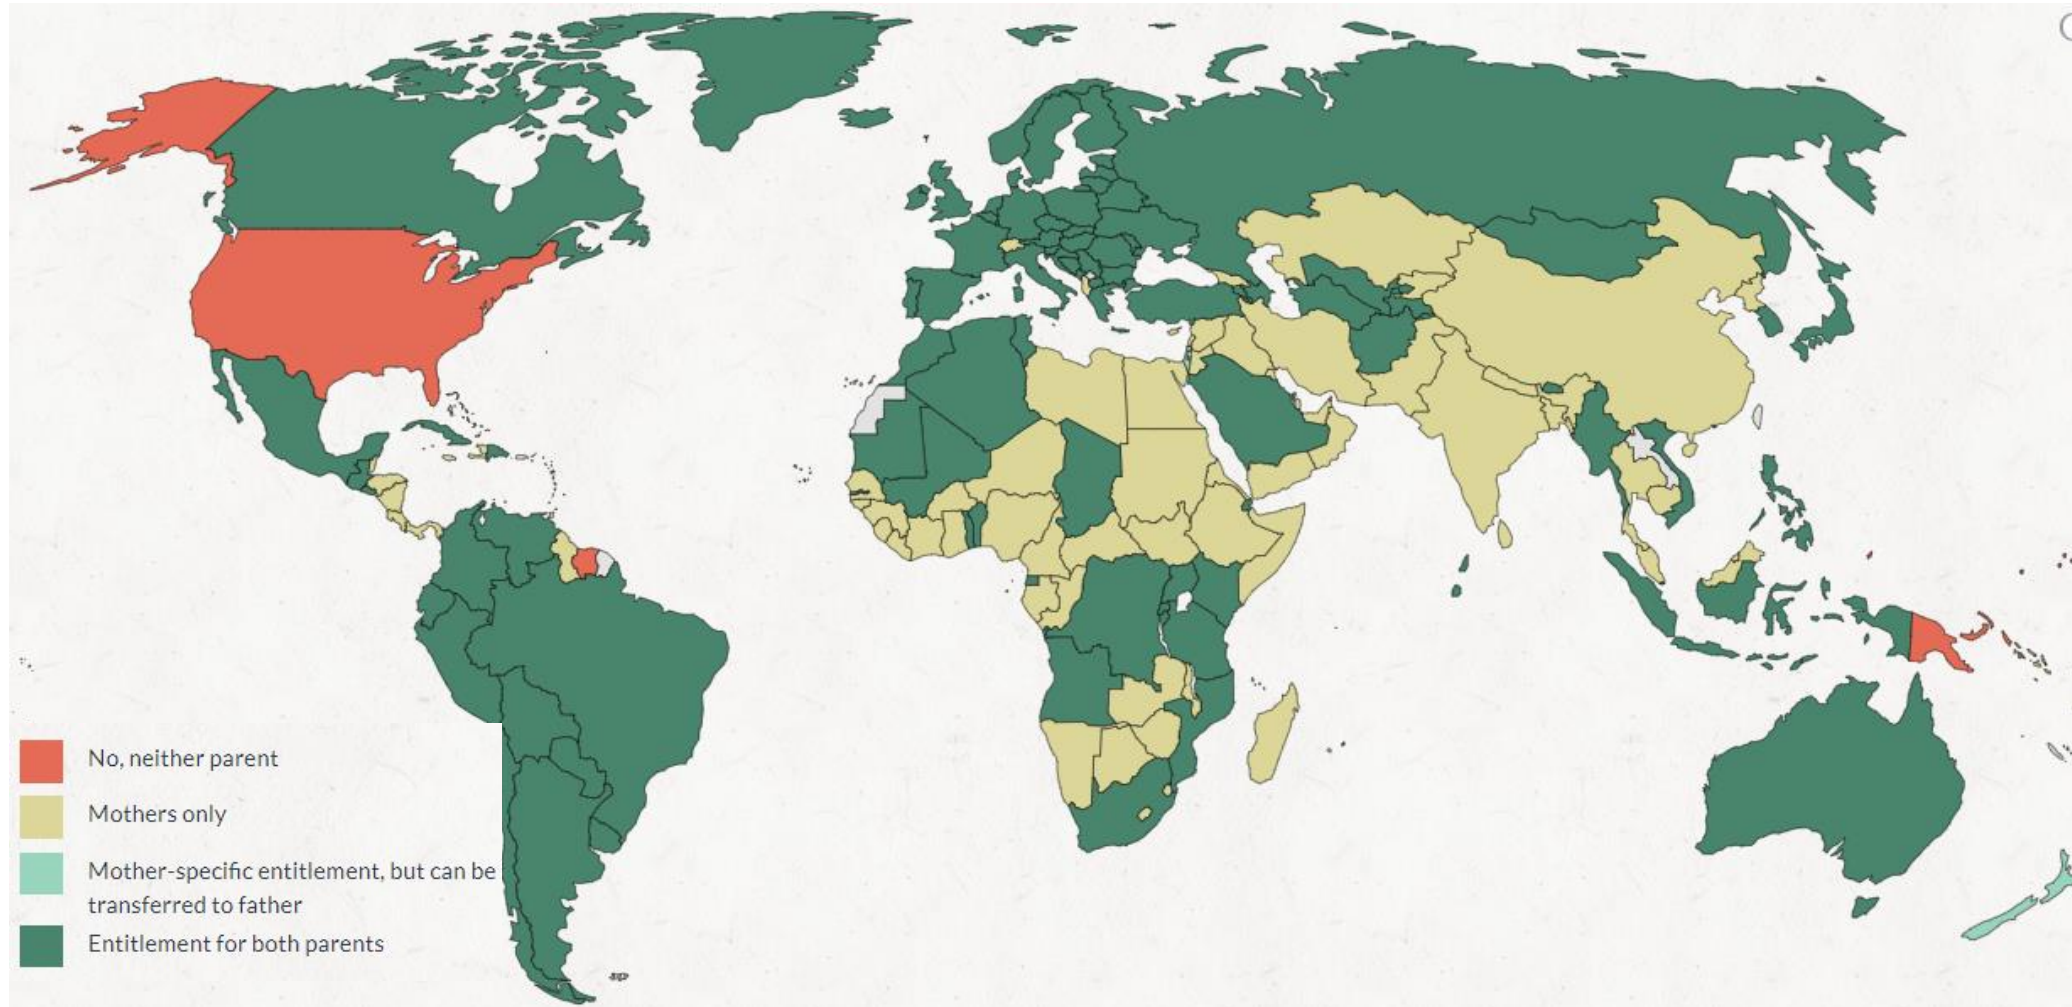 No, neither parent
Mothers only
Mother-specific entitlement, but can be
transferred to father
Entitlement for both parents